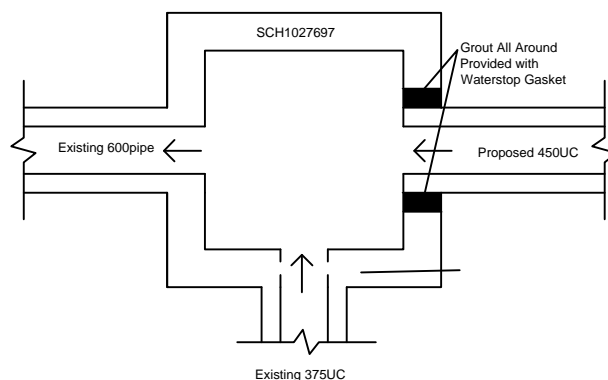 SCH1027697
Grout All Around
Provided with
Waterstop Gasket
Existing 600pipe
Proposed 450UC
Existing 375UC